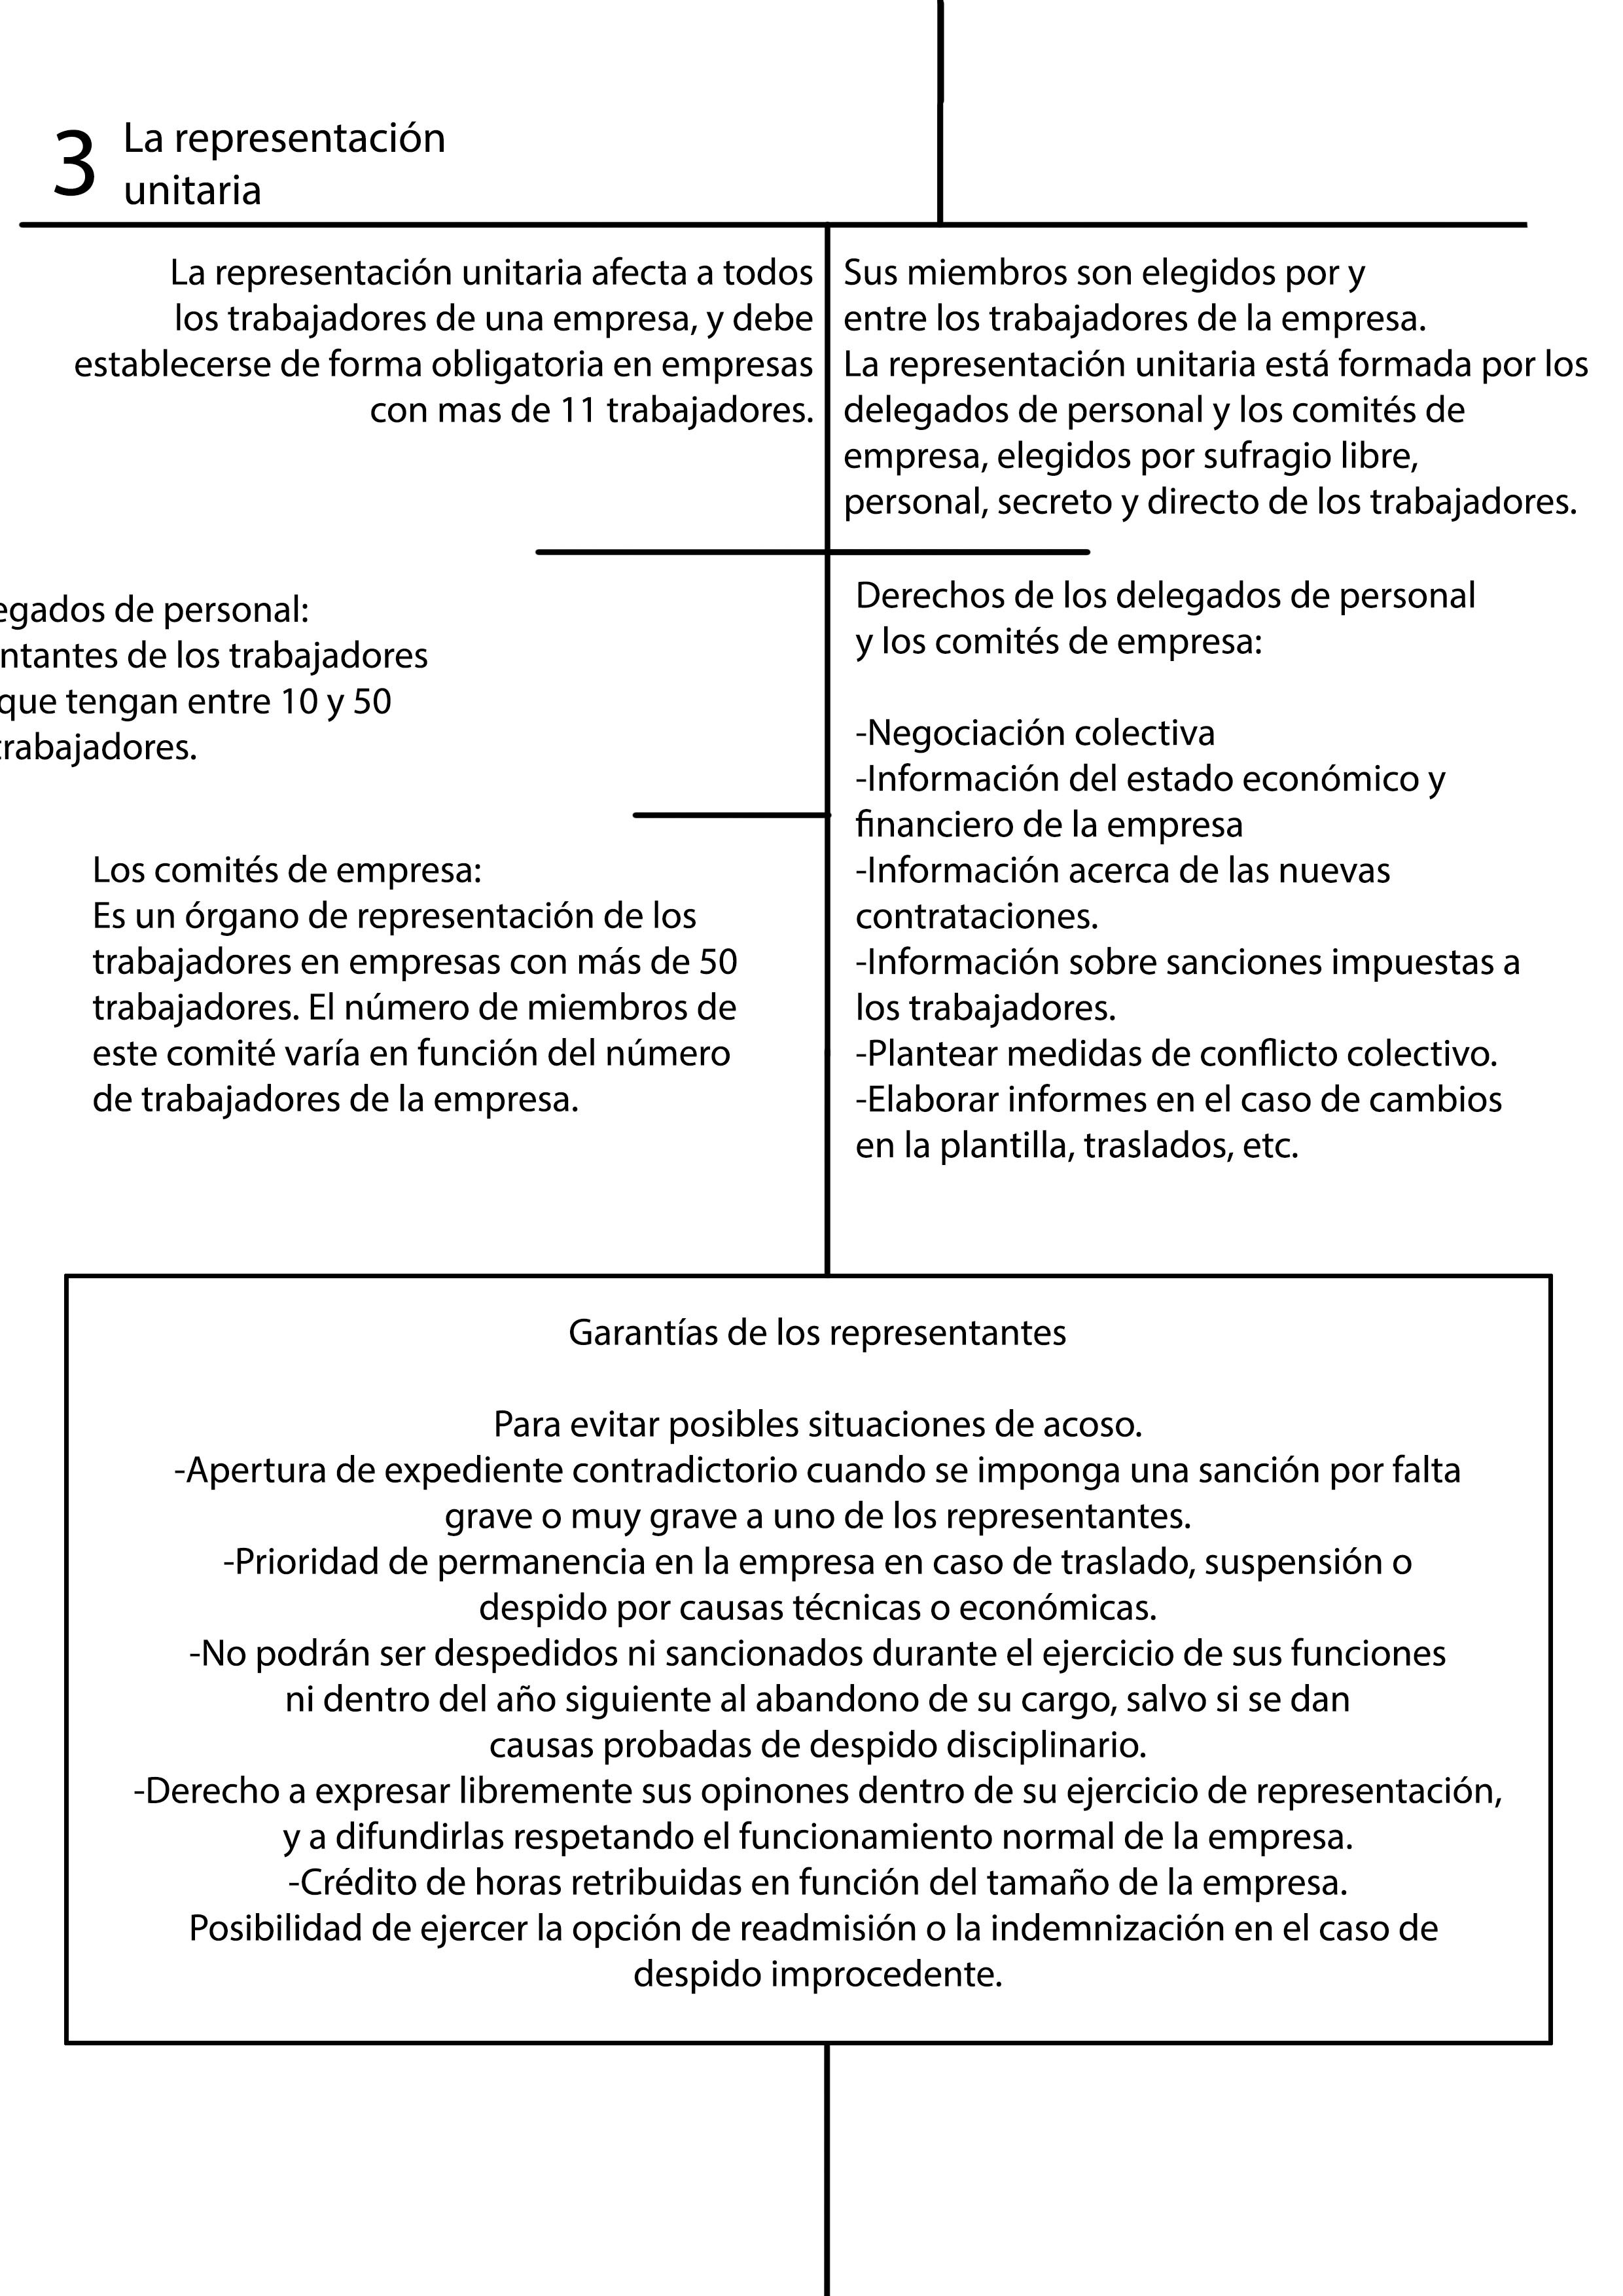 3
La representación
unitaria
La representación unitaria afecta a todos
los trabajadores de una empresa, y debe
establecerse de forma obligatoria en empresas
con mas de 11 trabajadores.
Sus miembros son elegidos por y
entre los trabajadores de la empresa.
La representación unitaria está formada por los
delegados de personal y los comités de
empresa, elegidos por sufragio libre,
personal, secreto y directo de los trabajadores.
egados de personal:
ntantes de los trabajadores
que tengan entre 10 y 50
trabajadores.
Los comités de empresa:
Es un órgano de representación de los
trabajadores en empresas con más de 50
trabajadores. El número de miembros de
este comité varía en función del número
de trabajadores de la empresa.
Derechos de los delegados de personal
y los comités de empresa:
-Negociación colectiva
-Información del estado económico y
financiero de la empresa
-Información acerca de las nuevas
contrataciones.
-Información sobre sanciones impuestas a
los trabajadores.
-Plantear medidas de conflicto colectivo.
-Elaborar informes en el caso de cambios
en la plantilla, traslados, etc.
Garantías de los representantes
Para evitar posibles situaciones de acoso.
-Apertura de expediente contradictorio cuando se imponga una sanción por falta
grave o muy grave a uno de los representantes.
-Prioridad de permanencia en la empresa en caso de traslado, suspensión o
despido por causas técnicas o económicas.
-No podrán ser despedidos ni sancionados durante el ejercicio de sus funciones
ni dentro del año siguiente al abandono de su cargo, salvo si se dan
causas probadas de despido disciplinario.
-Derecho a expresar libremente sus opinones dentro de su ejercicio de representación,
y a difundirlas respetando el funcionamiento normal de la empresa.
-Crédito de horas retribuidas en función del tamaño de la empresa.
Posibilidad de ejercer la opción de readmisión o la indemnización en el caso de
despido improcedente.